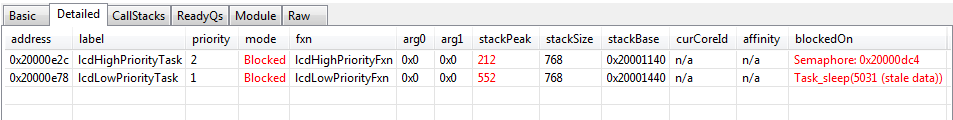 Basic Detailed CallStacks ReadyQs Module Raw
address label priority mode fxn arg0 arg1 stackPeak stackSize stackBase curCoreId affinity blockedOn
0x20000e2c lcdHighPriorityTask 2 Blocked lcdHighPriorityFxn 0x0 0x0 212 768 0x20001140 n/a n/a Semaphore: 0x20000dc4
0x20000e78 lcdLowPriorityTask 1 Blocked lcdLowPriorityFxn 0x0 0x0 552 768 0x20001440 n/a n/a Task_sleep(5031 (stale data))